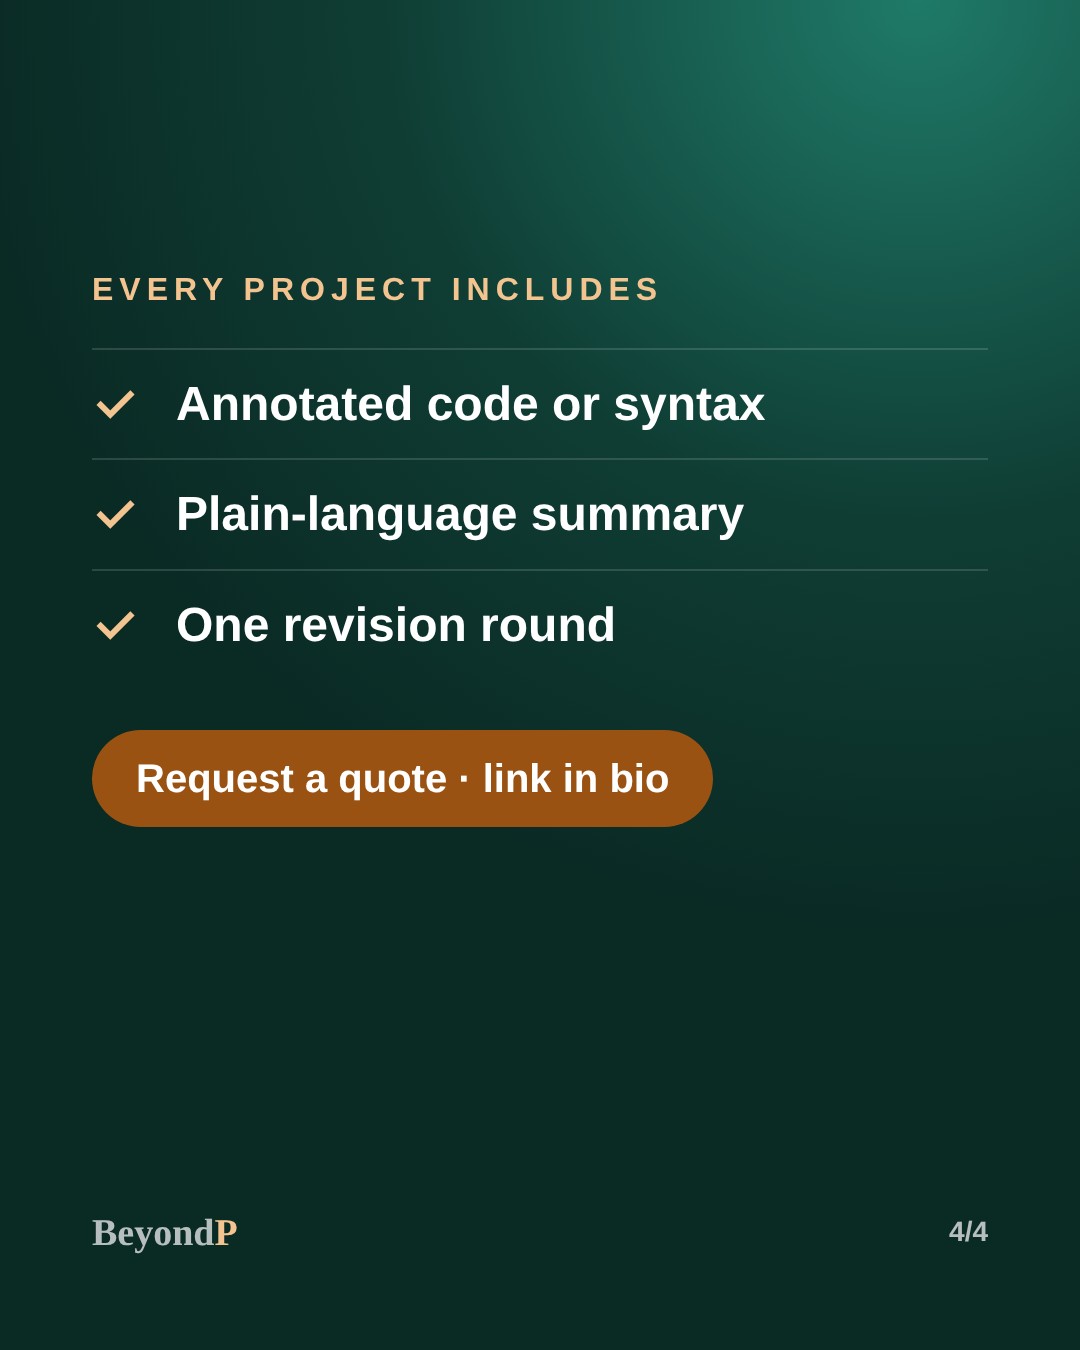 EVERY PROJECT INCLUDES
Annotated code or syntax
Plain-language summary
One revision round
Request a quote · link in bio
BeyondP
4/4